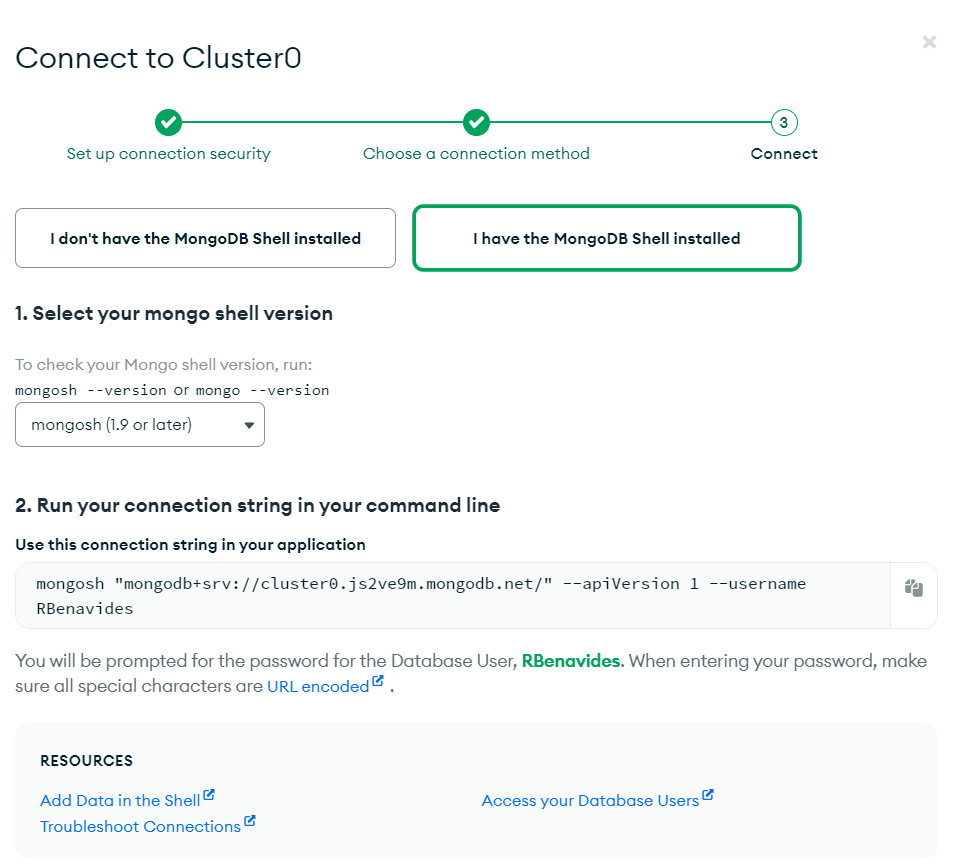 Connect to Cluster0
Set up connection security
Choose a connection method
3
Connect
I don't have the MongoDB Shell installed
I have the MongoDB Shell installed
1. Select your mongo shell version
To check your Mongo shell version, run:
mongosh --version or mongo --version
mongosh (1.9 or later)
2. Run your connection string in your command line
Use this connection string in your application
mongosh "mongodb+srv://cluster0.js2ve9m.mongodb.net/" --apiVersion 1 --username
RBenavides
You will be prompted for the password for the Database User, RBenavides. When entering your password, make
sure all special characters are URL encoded .
RESOURCES
Add Data in the Shell
Access your Database Users
Troubleshoot Connections